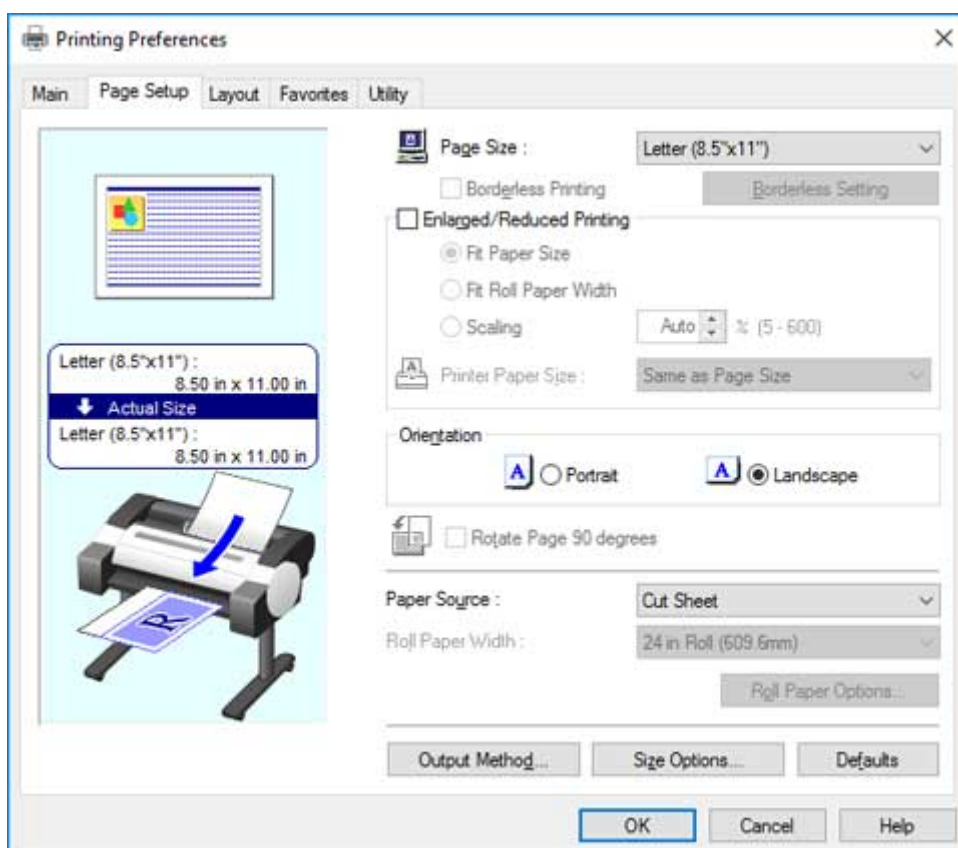 Printing Preferences
Main Page Setup Layout Favorites Utility
Page Size : Letter (8.5"x11")
Borderless Printing Borderless Setting
Enlarged/Reduced Printing
Fit Paper Size
Fit Roll Paper Width
Scaling Auto % (5 - 600)
Printer Paper Size : Same as Page Size
Letter (8.5"x11") :
8.50 in x 11.00 in
Actual Size
Letter (8.5"x11") :
8.50 in x 11.00 in
Orientation
A Portrait A Landscape
Rotate Page 90 degrees
R
Paper Source : Cut Sheet
Roll Paper Width : 24 in Roll (609.6mm)
Roll Paper Options...
Output Method... Size Options... Defaults
OK Cancel Help